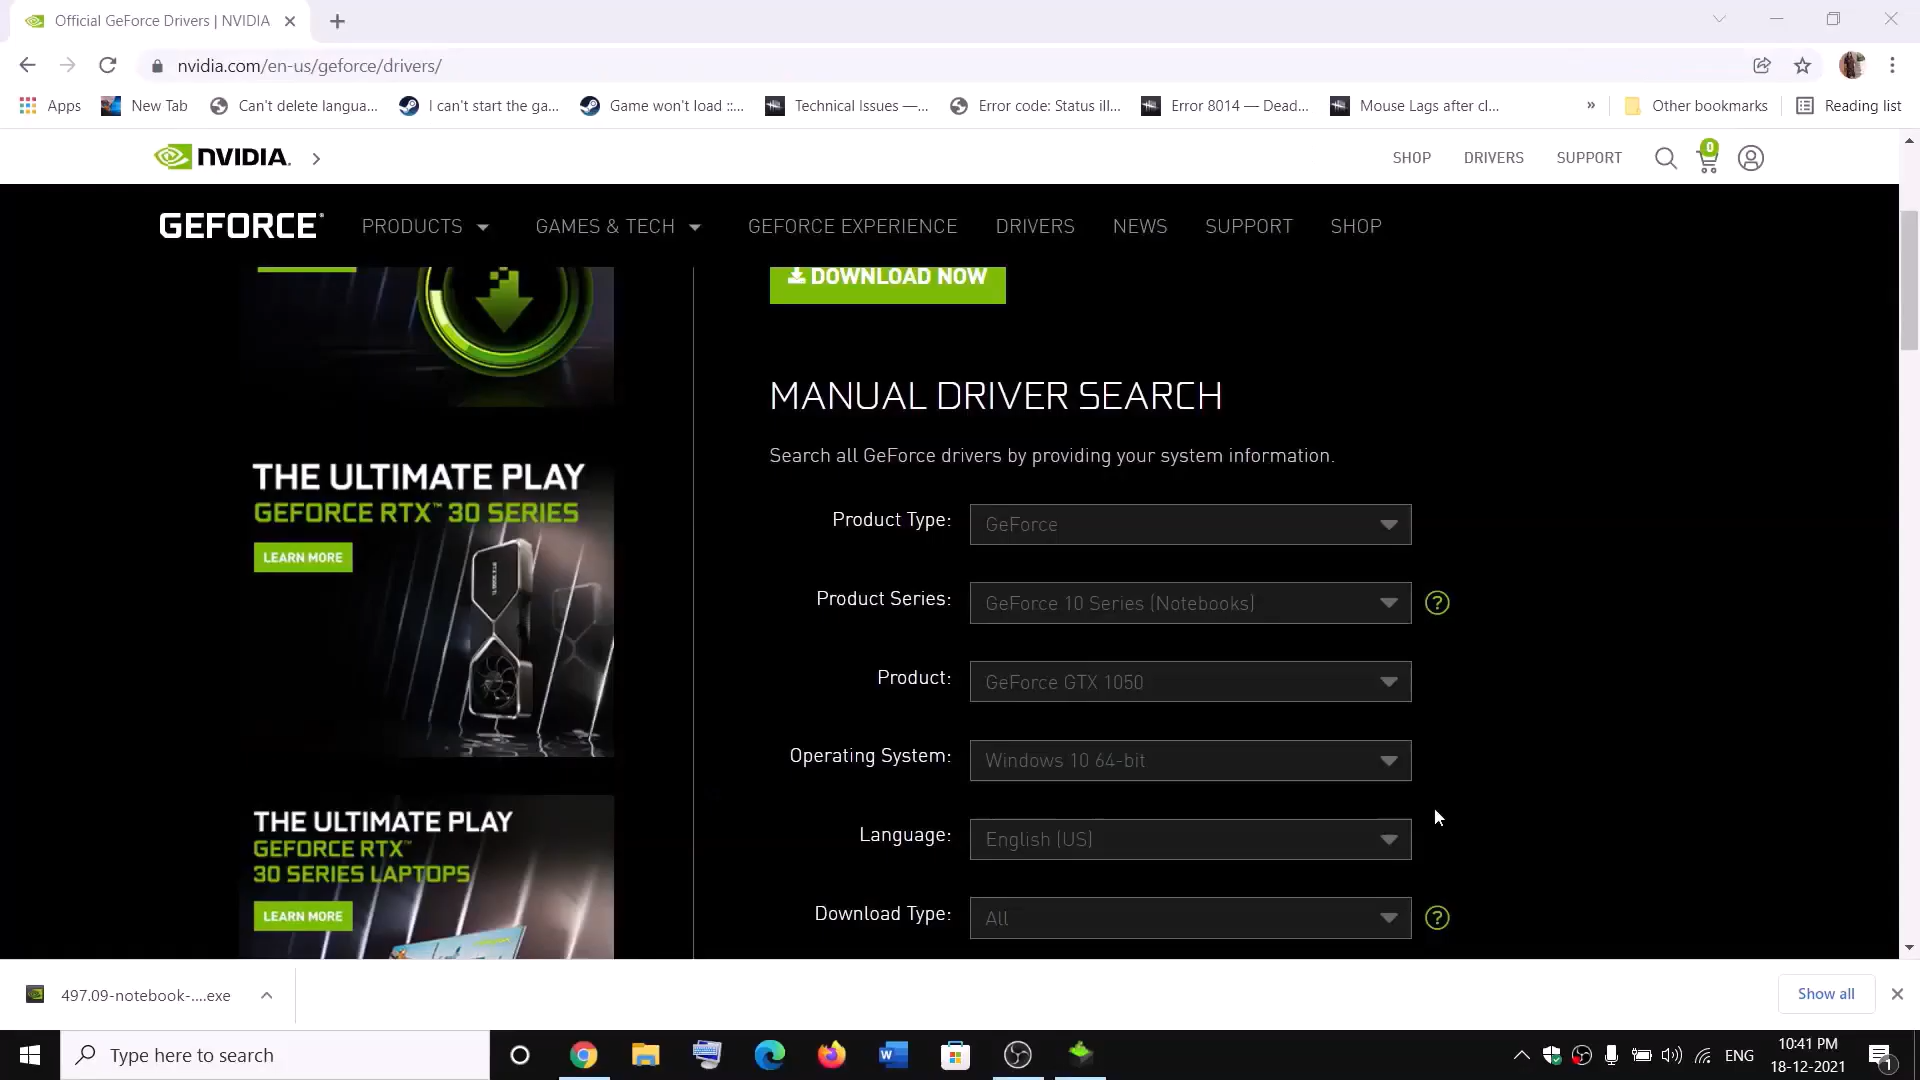 Official GeForce Drivers | NVIDIA
nvidia.com/en-us/geforce/drivers/
Apps New Tab Can't delete langua... I can't start the ga... Game won't load ::... Technical Issues —... Error code: Status ill... Error 8014 — Dead... Mouse Lags after cl... » Other bookmarks Reading list
NVIDIA. SHOP DRIVERS SUPPORT 0
GEFORCE PRODUCTS GAMES & TECH GEFORCE EXPERIENCE DRIVERS NEWS SUPPORT SHOP
DOWNLOAD NOW
MANUAL DRIVER SEARCH
Search all GeForce drivers by providing your system information.
Product Type: GeForce
Product Series: GeForce 10 Series (Notebooks) ?
Product: GeForce GTX 1050
Operating System: Windows 10 64-bit
Language: English (US)
Download Type: All ?
THE ULTIMATE PLAY
GEFORCE RTX™ 30 SERIES
LEARN MORE
THE ULTIMATE PLAY
GEFORCE RTX™
30 SERIES LAPTOPS
LEARN MORE
497.09-notebook-....exe Show all
Type here to search ENG 10:41 PM
18-12-2021 1